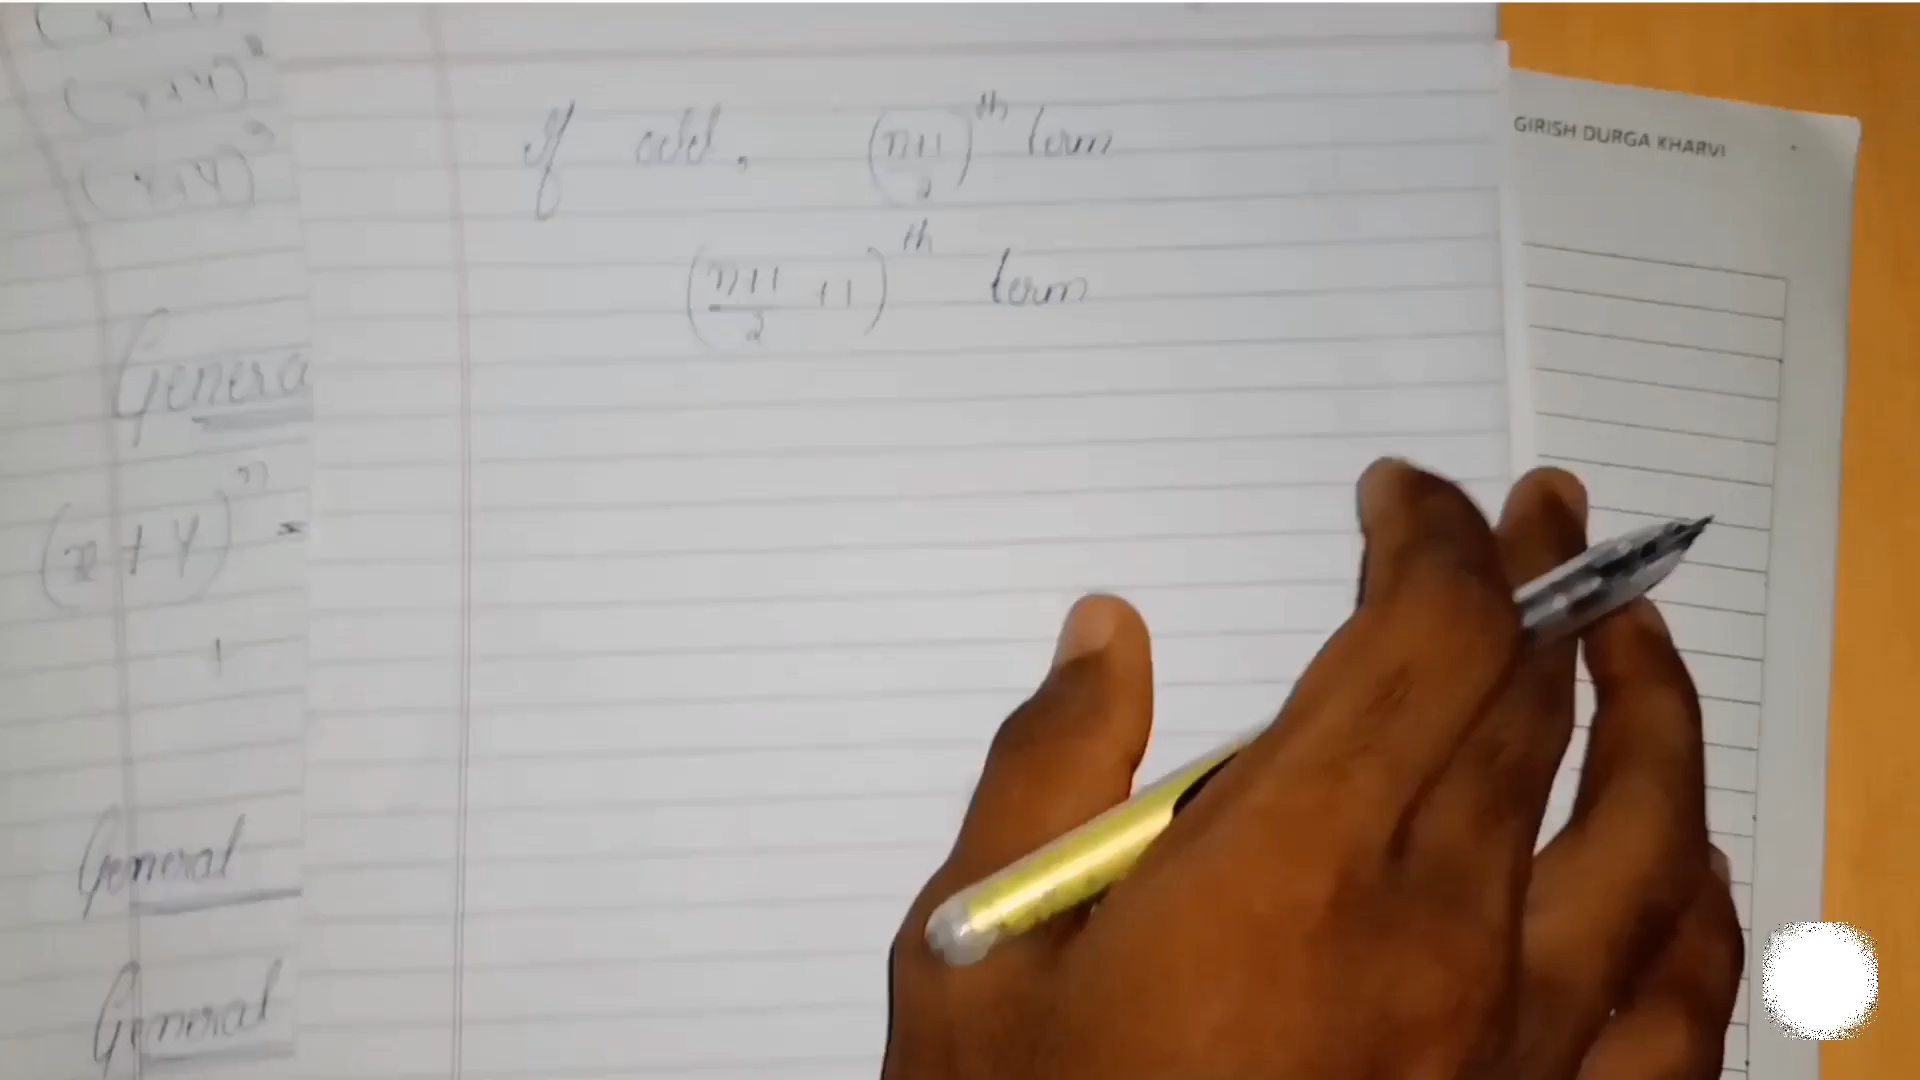 (x+y)
(x+y)
General
(x+y)^n =
General
General
If odd, ((n+1)/2)^th term
((n+1)/2 +1)^th term
GIRISH DURGA KHARVI